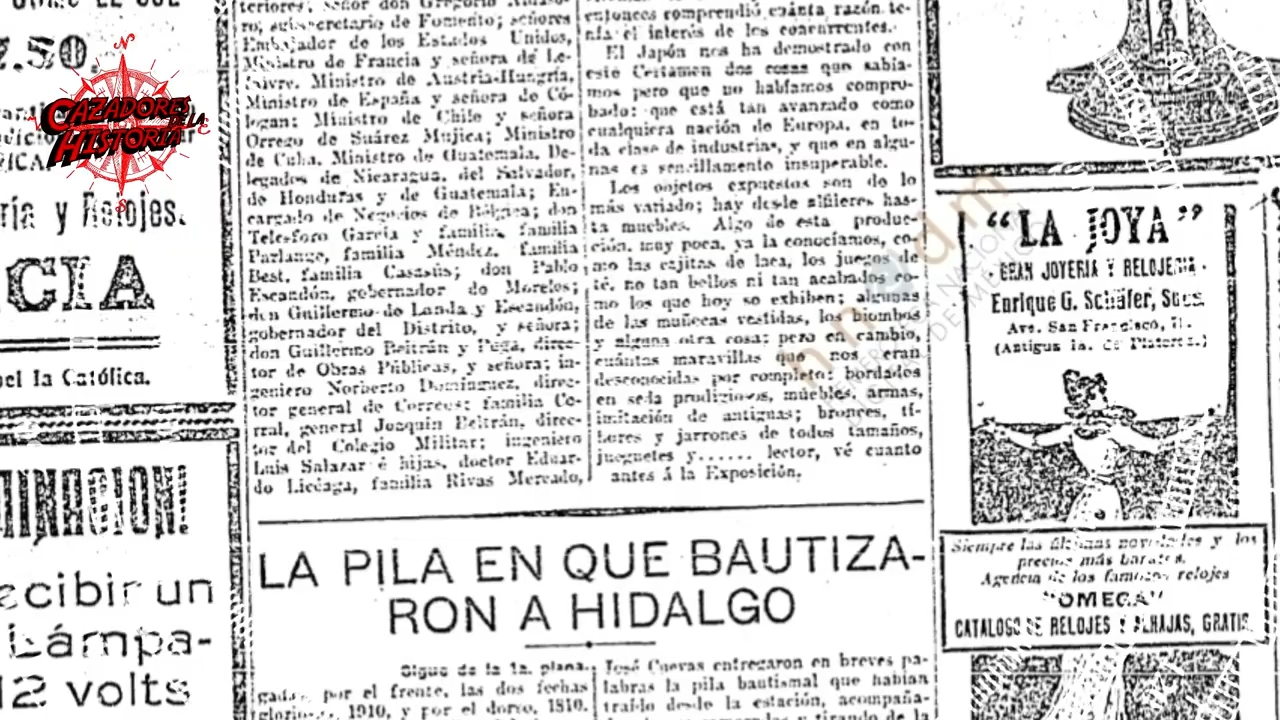 7.50.
CAZADORES
DE LA
HISTORIA
N
S
y Relojes.
CIA
la Católica.
ecibir un
Lámpa-
12 volts
teriores; señor don Gregorio
ro, subsecretario de Fomento; señores
Embajador de los Estados Unidos,
Ministro de Francia y señora de Le-
faivre, Ministro de Austria-Hungría,
Ministro de España y señora de Có-
logan; Ministro de Chile y señora
Orrego de Suárez Mujica; Ministro
de Cuba, Ministro de Guatemala, De-
legados de Nicaragua, del Salvador,
de Honduras y de Guatemala; En-
cargado de Negocios de Bélgica; don
Telesforo García y familia, familia
Parlange, familia Méndez, familia
Best, familia Casasús; don Pablo
Escandón, gobernador de Morelos;
don Guillermo de Landa y Escandón,
gobernador del Distrito, y señora;
don Guillermo Beltrán y Puga, direc-
tor de Obras Públicas, y señora; in-
geniero Norberto Domínguez, direc-
tor general de Correos; familia Co-
rral, general Joaquín Beltrán, direc-
tor del Colegio Militar; ingeniero
Luis Salazar é hijas, doctor Eduar-
do Liceaga, familia Rivas Mercado,
entonces comprendió cuánta razón te-
nía el interés de los concurrentes.
El Japón nos ha demostrado con
este Certamen dos cosas que sabía-
mos pero que no habíamos compro-
bado: que está tan avanzado como
cualquiera nación de Europa, en to-
da clase de industrias, y que en algu-
nas es sencillamente insuperable.
Los objetos expuestos son de lo
más variado; hay desde alfileres has-
ta muebles. Algo de esta produc-
ción, muy poca, ya la conocíamos, co-
mo las cajitas de laca, los juegos de
té, no tan bellos ni tan acabados co-
mo los que hoy se exhiben; algunas
de las muñecas vestidas, los biombos
y alguna otra cosa; pero en cambio,
cuántas maravillas que nos eran
desconocidas por completo: bordados
en seda prodigiosos, muebles, armas,
imitación de antiguas; bronces, tí-
bores y jarrones de todos tamaños,
juguetes y...... lector, vé cuanto
antes á la Exposición.
LA PILA EN QUE BAUTIZA-
RON A HIDALGO
Sigue de la 1a. plana.
gadas, por el frente, las dos fechas
gloriosas, 1910, y por el dorso, 1810.
José Cuevas entregaron en breves pa-
labras la pila bautismal que habían
traído desde la estación, acompaña-
tirando de la
hndm
"LA JOYA"
GRAN JOYERIA Y RELOJERIA
Enrique G. Schäfer, Sucs.
Ave. San Francisco,
(Antigua 1a. de Plateros.)
Siempre las últimas novedades y los
precios más baratos.
Agencia de los famosos relojes
"OMEGA"
CATALOGO DE RELOJES Y ALHAJAS, GRATIS.